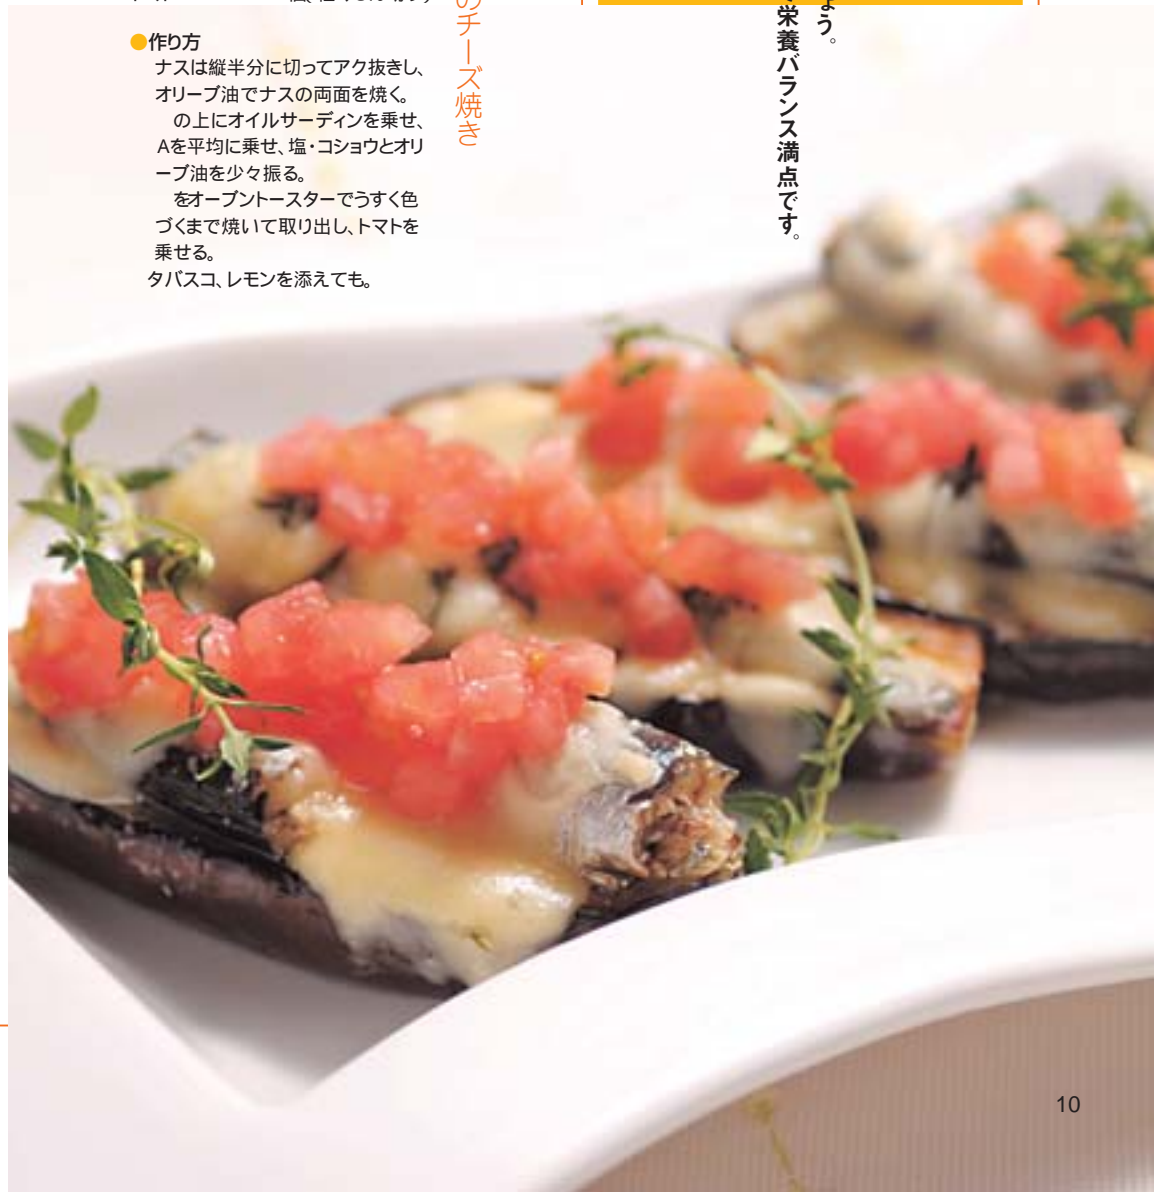 ●作り方
ナスは縦半分に切ってアク抜きし、
オリーブ油でナスの両面を焼く。
の上にオイルサーディンを乗せ、
Aを平均に乗せ、塩・コショウとオリ
ーブ油を少々振る。
をオーブントースターでうすく色
づくまで焼いて取り出し、トマトを
乗せる。
タバスコ、レモンを添えても。
のチーズ焼き
ょう。
栄養バランス満点です。
10